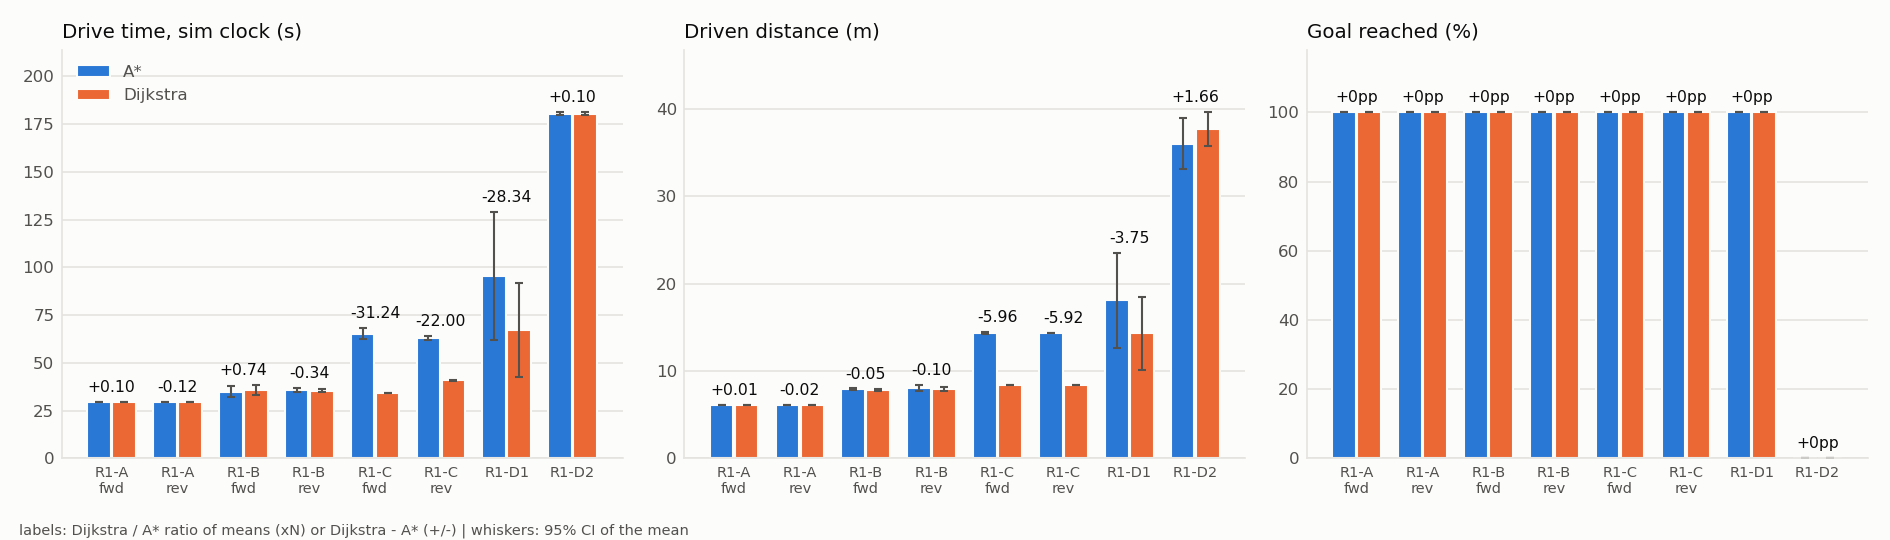 Drive time, sim clock (s)
200
175
150
125
100
75
50
25
0
A*
Dijkstra
+0.10
-0.12
+0.74
-0.34
-31.24
-22.00
-28.34
+0.10
R1-A fwd
R1-A rev
R1-B fwd
R1-B rev
R1-C fwd
R1-C rev
R1-D1
R1-D2
Driven distance (m)
40
30
20
10
0
+0.01
-0.02
-0.05
-0.10
-5.96
-5.92
-3.75
+1.66
R1-A fwd
R1-A rev
R1-B fwd
R1-B rev
R1-C fwd
R1-C rev
R1-D1
R1-D2
Goal reached (%)
100
80
60
40
20
0
+0pp
+0pp
+0pp
+0pp
+0pp
+0pp
+0pp
+0pp
R1-A fwd
R1-A rev
R1-B fwd
R1-B rev
R1-C fwd
R1-C rev
R1-D1
R1-D2
labels: Dijkstra / A* ratio of means (xN) or Dijkstra - A* (+/-) | whiskers: 95% CI of the mean